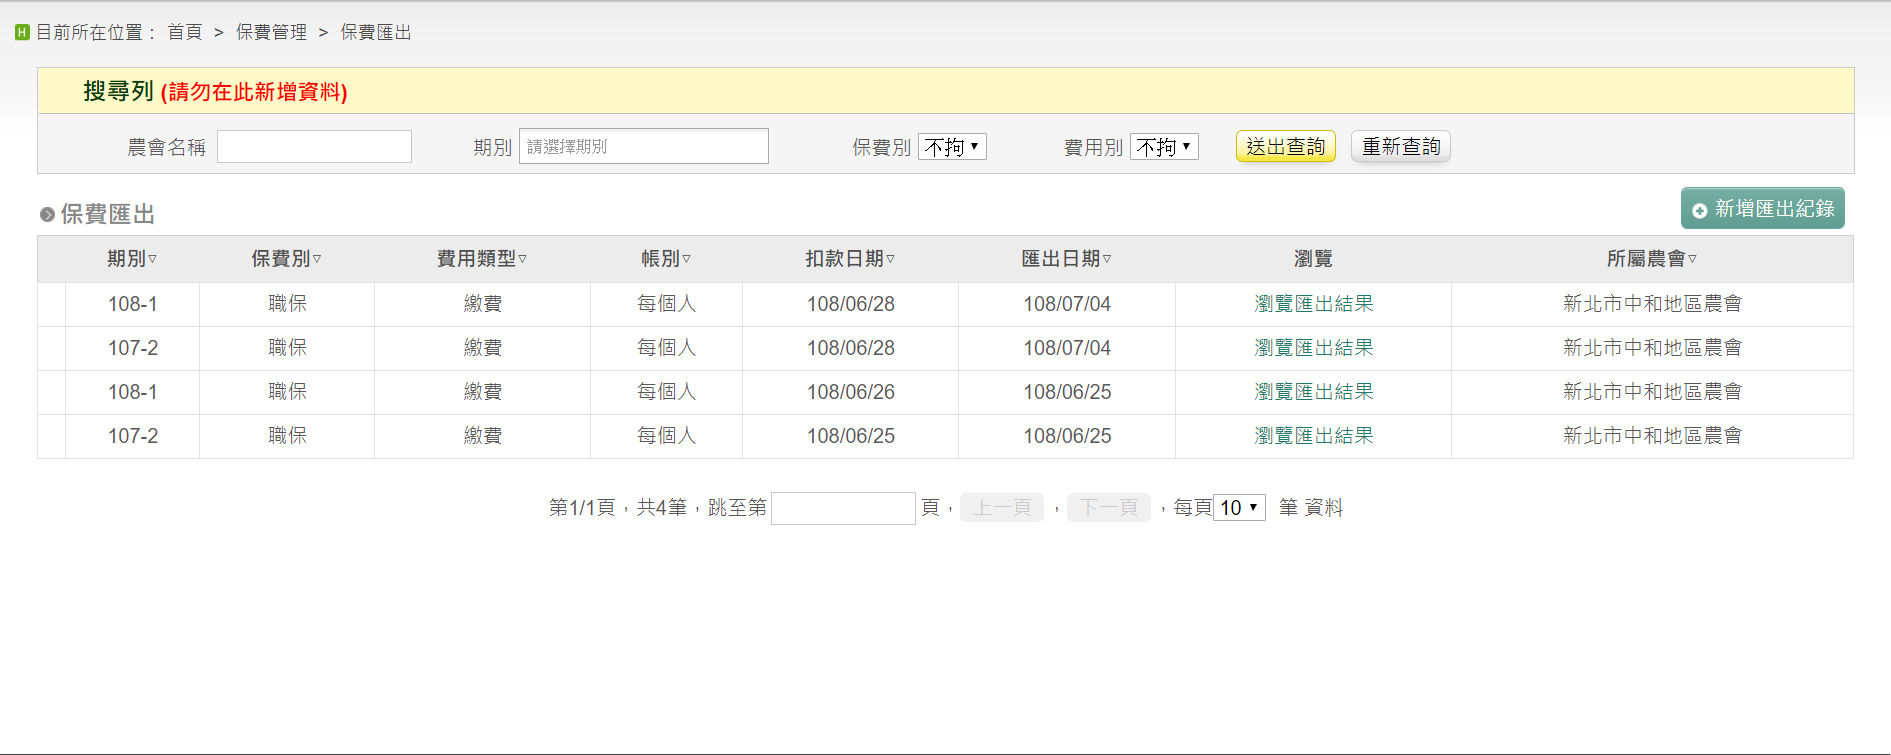 H 目前所在位置： 首頁 > 保費管理 > 保費匯出
搜尋列 (請勿在此新增資料)
農會名稱 期別 請選擇期別 保費別 不拘 ▼ 費用別 不拘 ▼ 送出查詢 重新查詢
保費匯出 新增匯出紀錄
期別▽ 保費別▽ 費用類型▽ 帳別▽ 扣款日期▽ 匯出日期▽ 瀏覽 所屬農會▽
108-1 職保 繳費 每個人 108/06/28 108/07/04 瀏覽匯出結果 新北市中和地區農會
107-2 職保 繳費 每個人 108/06/28 108/07/04 瀏覽匯出結果 新北市中和地區農會
108-1 職保 繳費 每個人 108/06/26 108/06/25 瀏覽匯出結果 新北市中和地區農會
107-2 職保 繳費 每個人 108/06/25 108/06/25 瀏覽匯出結果 新北市中和地區農會
第1/1頁，共4筆，跳至第 頁， 上一頁 ， 下一頁 ，每頁 10 ▼ 筆 資料